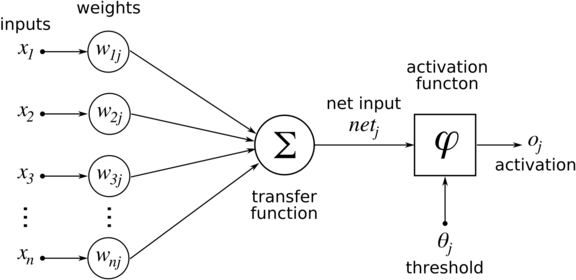 inputs
weights
x1
w1j
x2
w2j
x3
w3j
⋮
⋮
xn
wnj
Σ
transfer
function
net input
netj
activation
functon
φ
oj
activation
θj
threshold